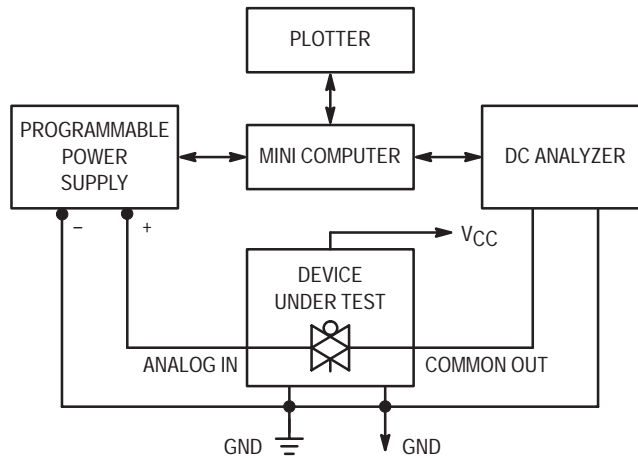 PLOTTER
PROGRAMMABLE
POWER
SUPPLY
MINI COMPUTER
DC ANALYZER
– +
VCC
DEVICE
UNDER TEST
ANALOG IN
COMMON OUT
GND
GND